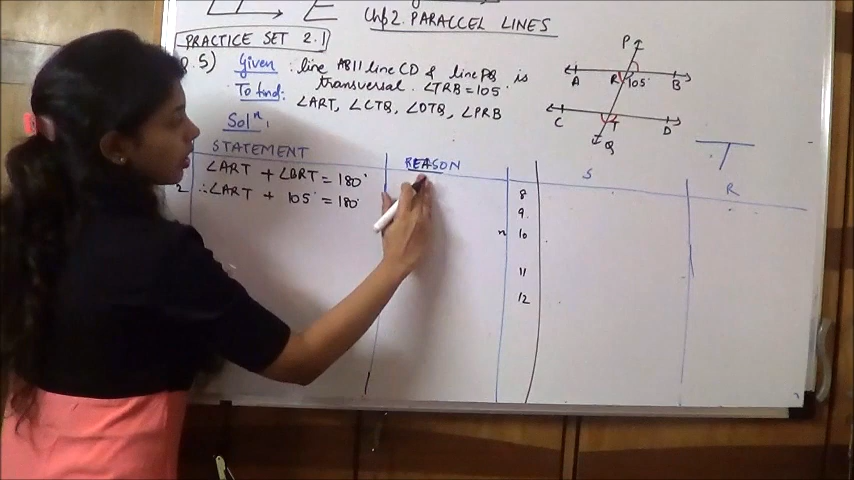 Chp 2. PARALLEL LINES
PRACTICE SET 2.1
Q. 5) Given : line AB || line CD & line PQ is
transversal. ∠TRB = 105°
To find: ∠ART, ∠CTQ, ∠DTQ, ∠PRB
Solⁿ.
P
A R 105° B
C T D
Q
STATEMENT REASON
∠ART + ∠BRT = 180°
2 ∴ ∠ART + 105° = 180°
S R
8
9.
10
11
12
T